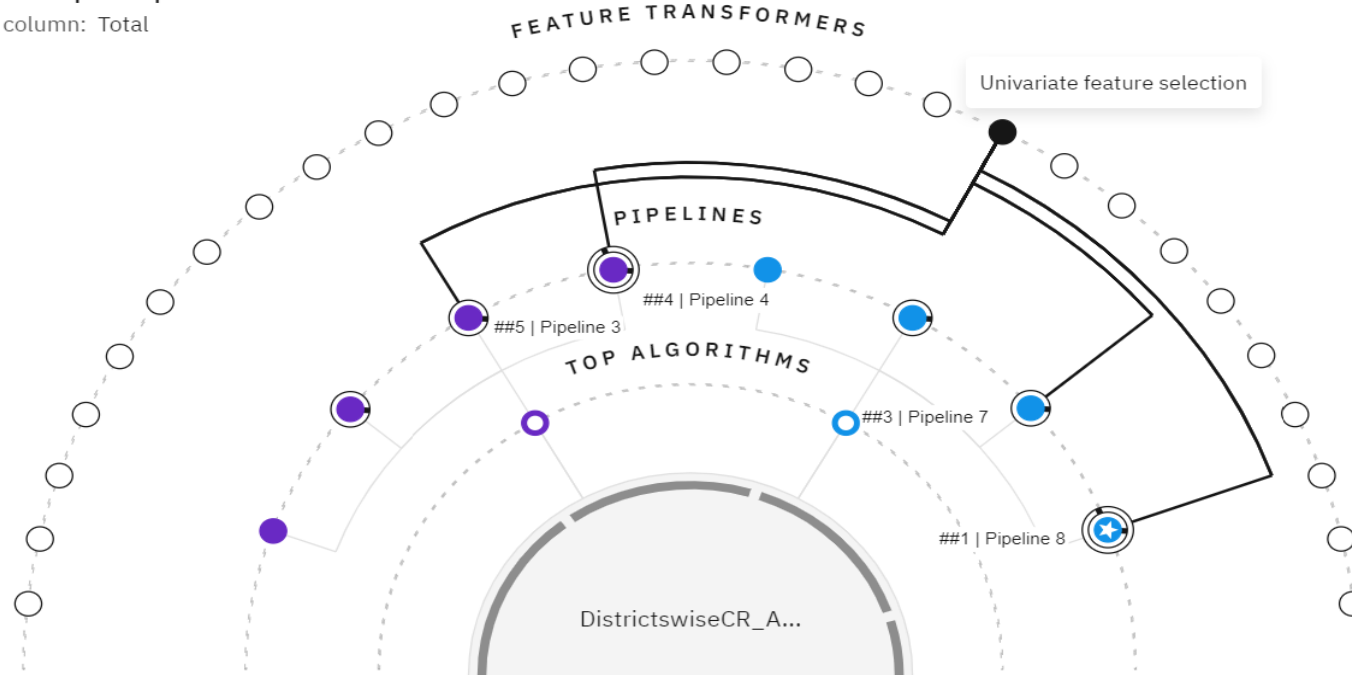 column: Total
FEATURE TRANSFORMERS
Univariate feature selection
PIPELINES
##4 | Pipeline 4
##5 | Pipeline 3
TOP ALGORITHMS
##3 | Pipeline 7
##1 | Pipeline 8
DistrictswiseCR_A...